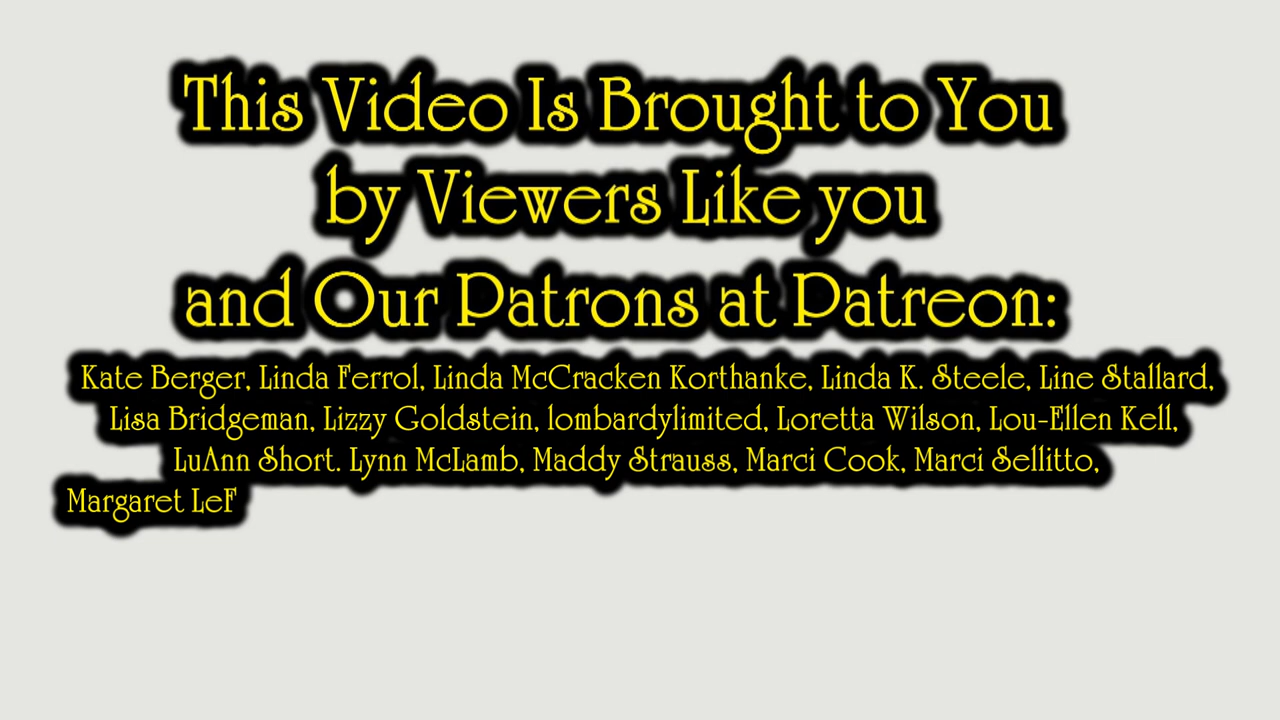 This Video Is Brought to You
by Viewers Like you
and Our Patrons at Patreon:
Kate Berger, Linda Ferrol, Linda McCracken Korthanke, Linda K. Steele, Line Stallard,
Lisa Bridgeman, Lizzy Goldstein, lombardylimited, Loretta Wilson, Lou-Ellen Kell,
LuAnn Short. Lynn McLamb, Maddy Strauss, Marci Cook, Marci Sellitto,
Margaret LeF